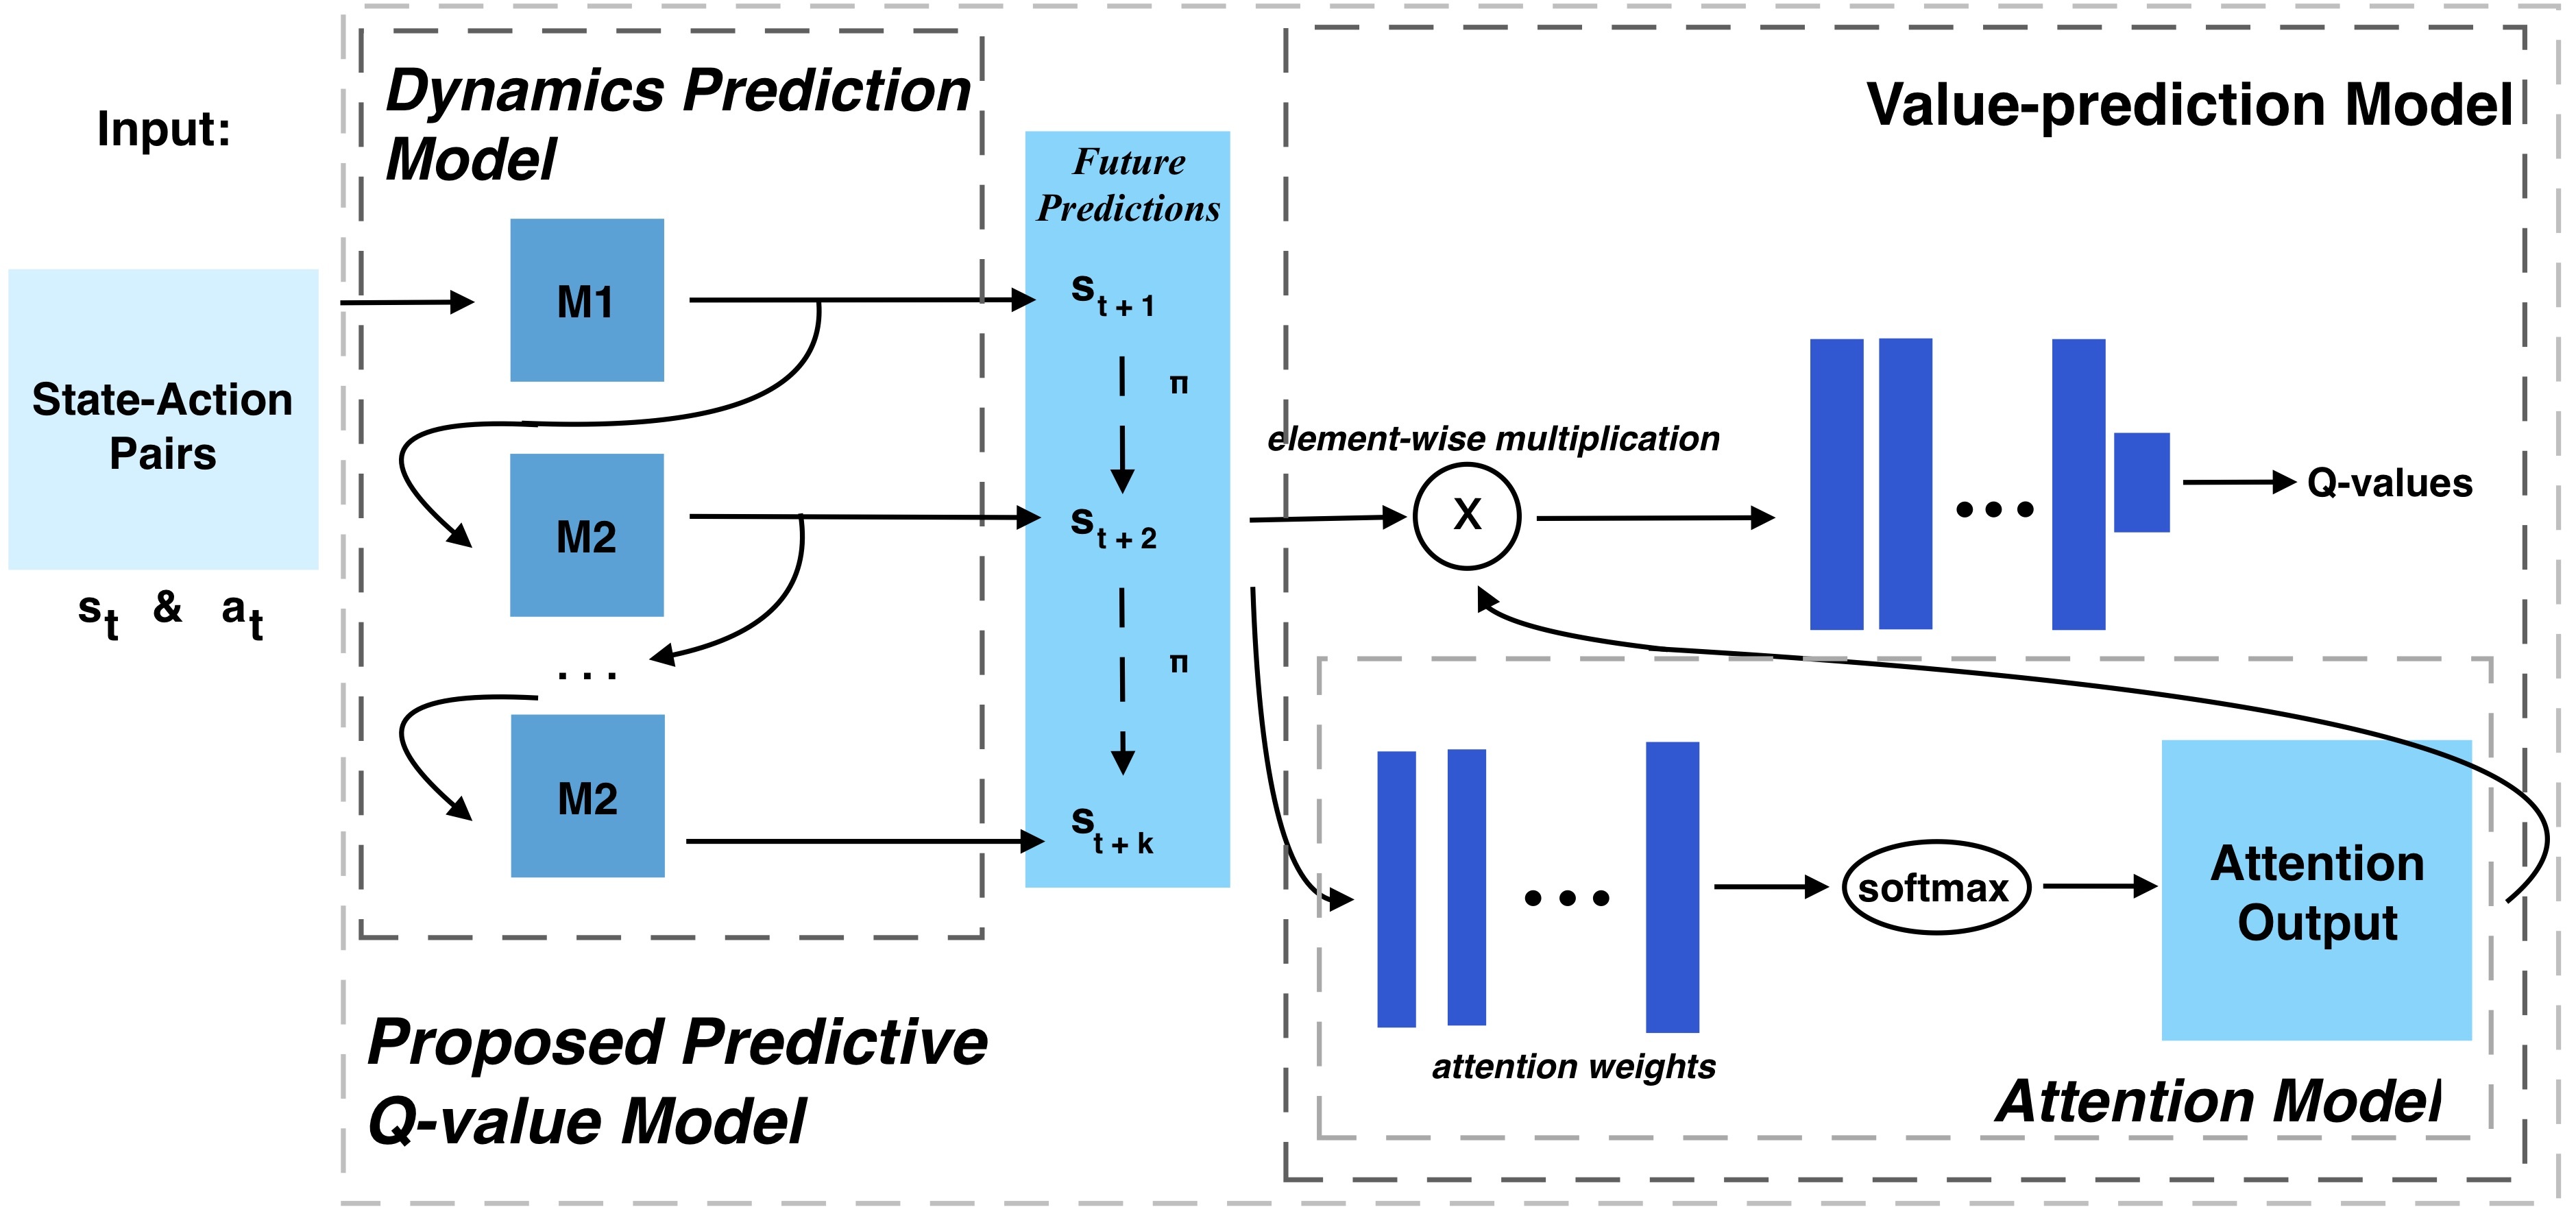 Input:
State-Action
Pairs
s_t & a_t
Dynamics Prediction
Model
M1
M2
...
M2
Proposed Predictive
Q-value Model
Future
Predictions
s_{t+1}
π
s_{t+2}
π
s_{t+k}
Value-prediction Model
element-wise multiplication
X
•••
Q-values
•••
attention weights
softmax
Attention
Output
Attention Model